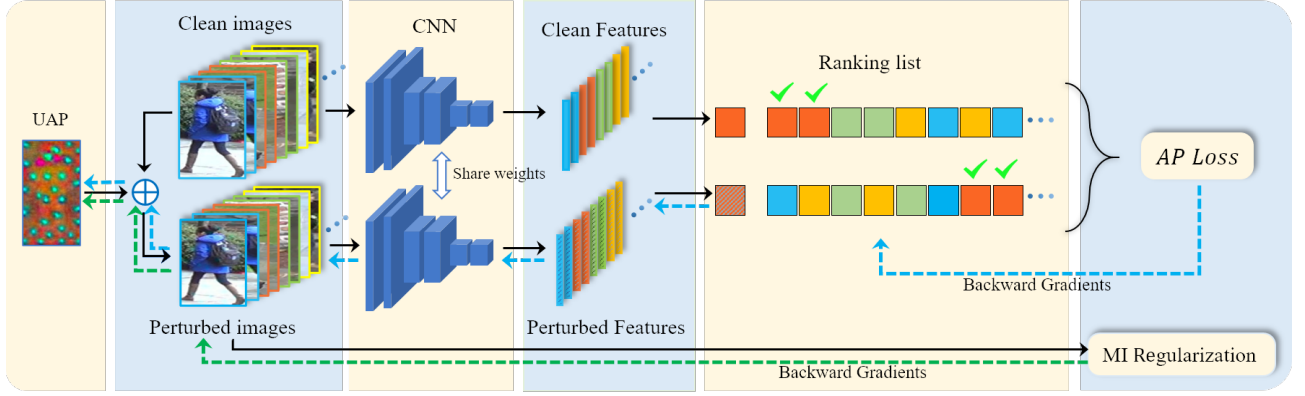 Clean images
CNN
Clean Features
Ranking list
UAP
AP Loss
Share weights
Backward Gradients
Perturbed images
Perturbed Features
MI Regularization
Backward Gradients